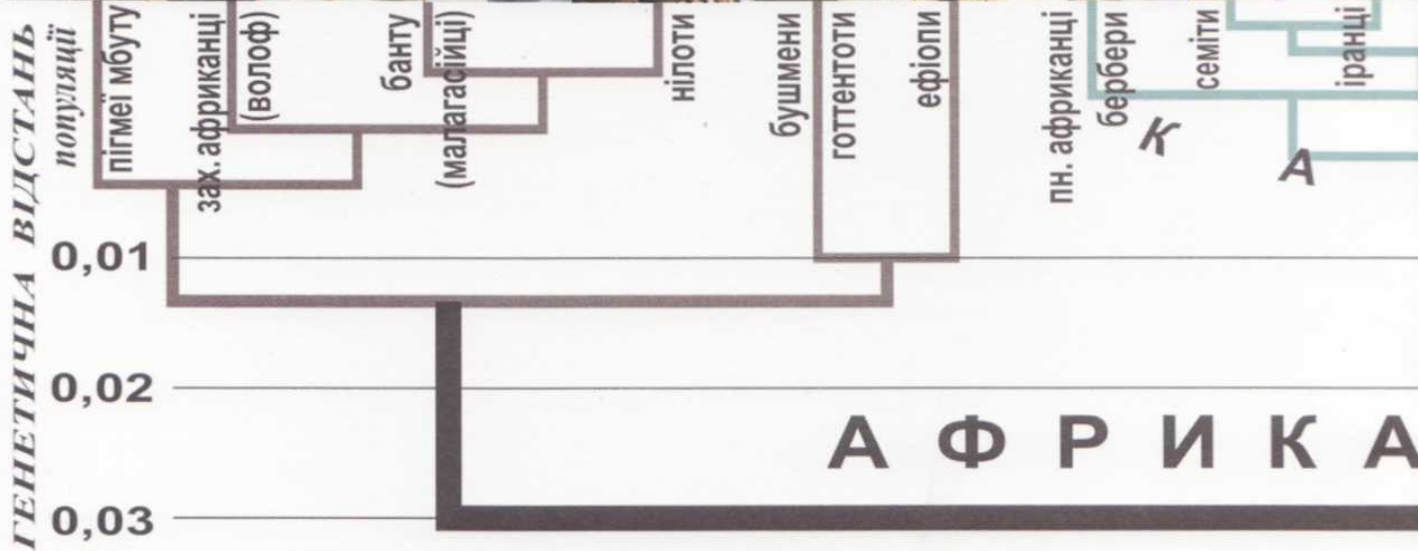 ГЕНЕТИЧНА ВІДСТАНЬ
популяції
пігмеї мбуту
зах. африканці
(волоф)
банту
(малагасійці)
нілоти
бушмени
готтентоти
ефіопи
пн. африканці
бербери
семіти
іранці
К
А
0,01
0,02
АФРИКА
0,03